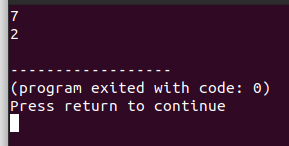 7
2
------------------
(program exited with code: 0)
Press return to continue